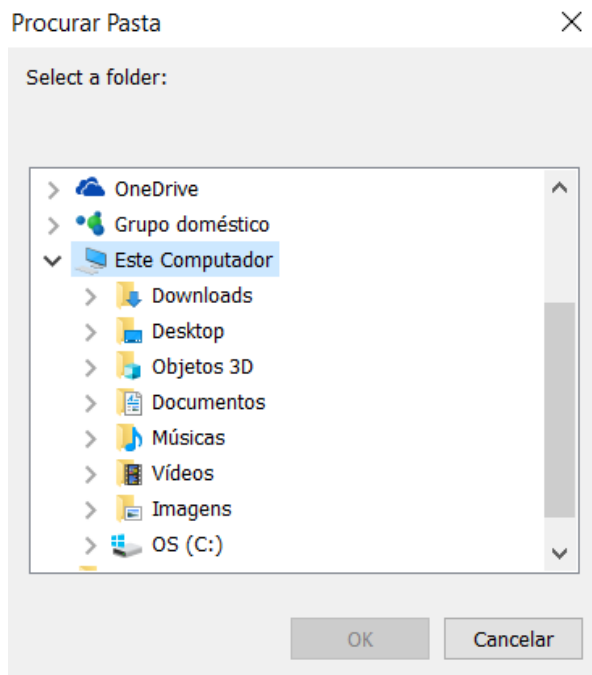 Procurar Pasta
Select a folder:
OneDrive
Grupo doméstico
Este Computador
Downloads
Desktop
Objetos 3D
Documentos
Músicas
Vídeos
Imagens
OS (C:)
OK
Cancelar